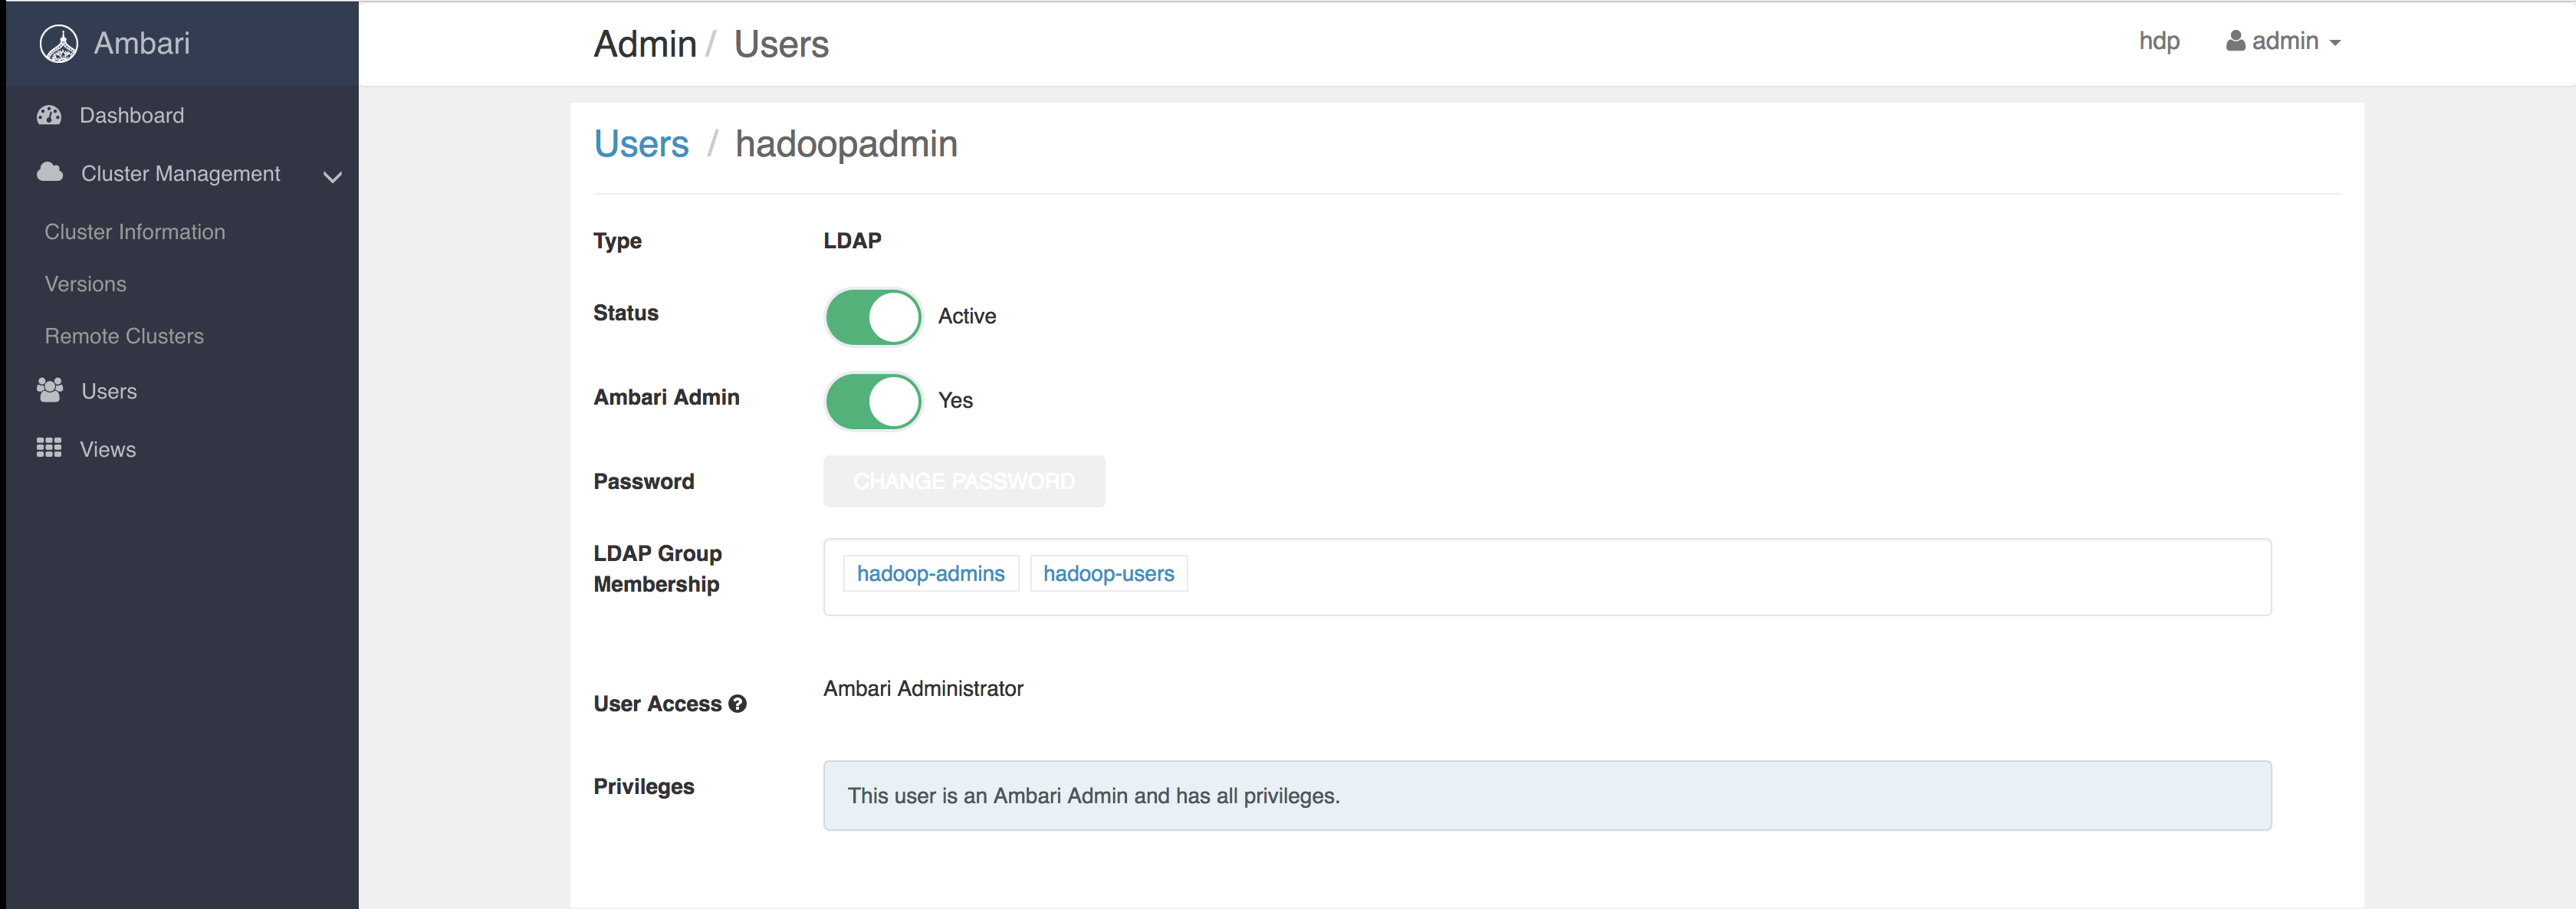 Ambari
Dashboard
Cluster Management
Cluster Information
Versions
Remote Clusters
Users
Views
Admin / Users
hdp admin
Users / hadoopadmin
Type LDAP
Status Active
Ambari Admin Yes
Password CHANGE PASSWORD
LDAP Group
Membership
hadoop-admins hadoop-users
User Access ? Ambari Administrator
Privileges This user is an Ambari Admin and has all privileges.